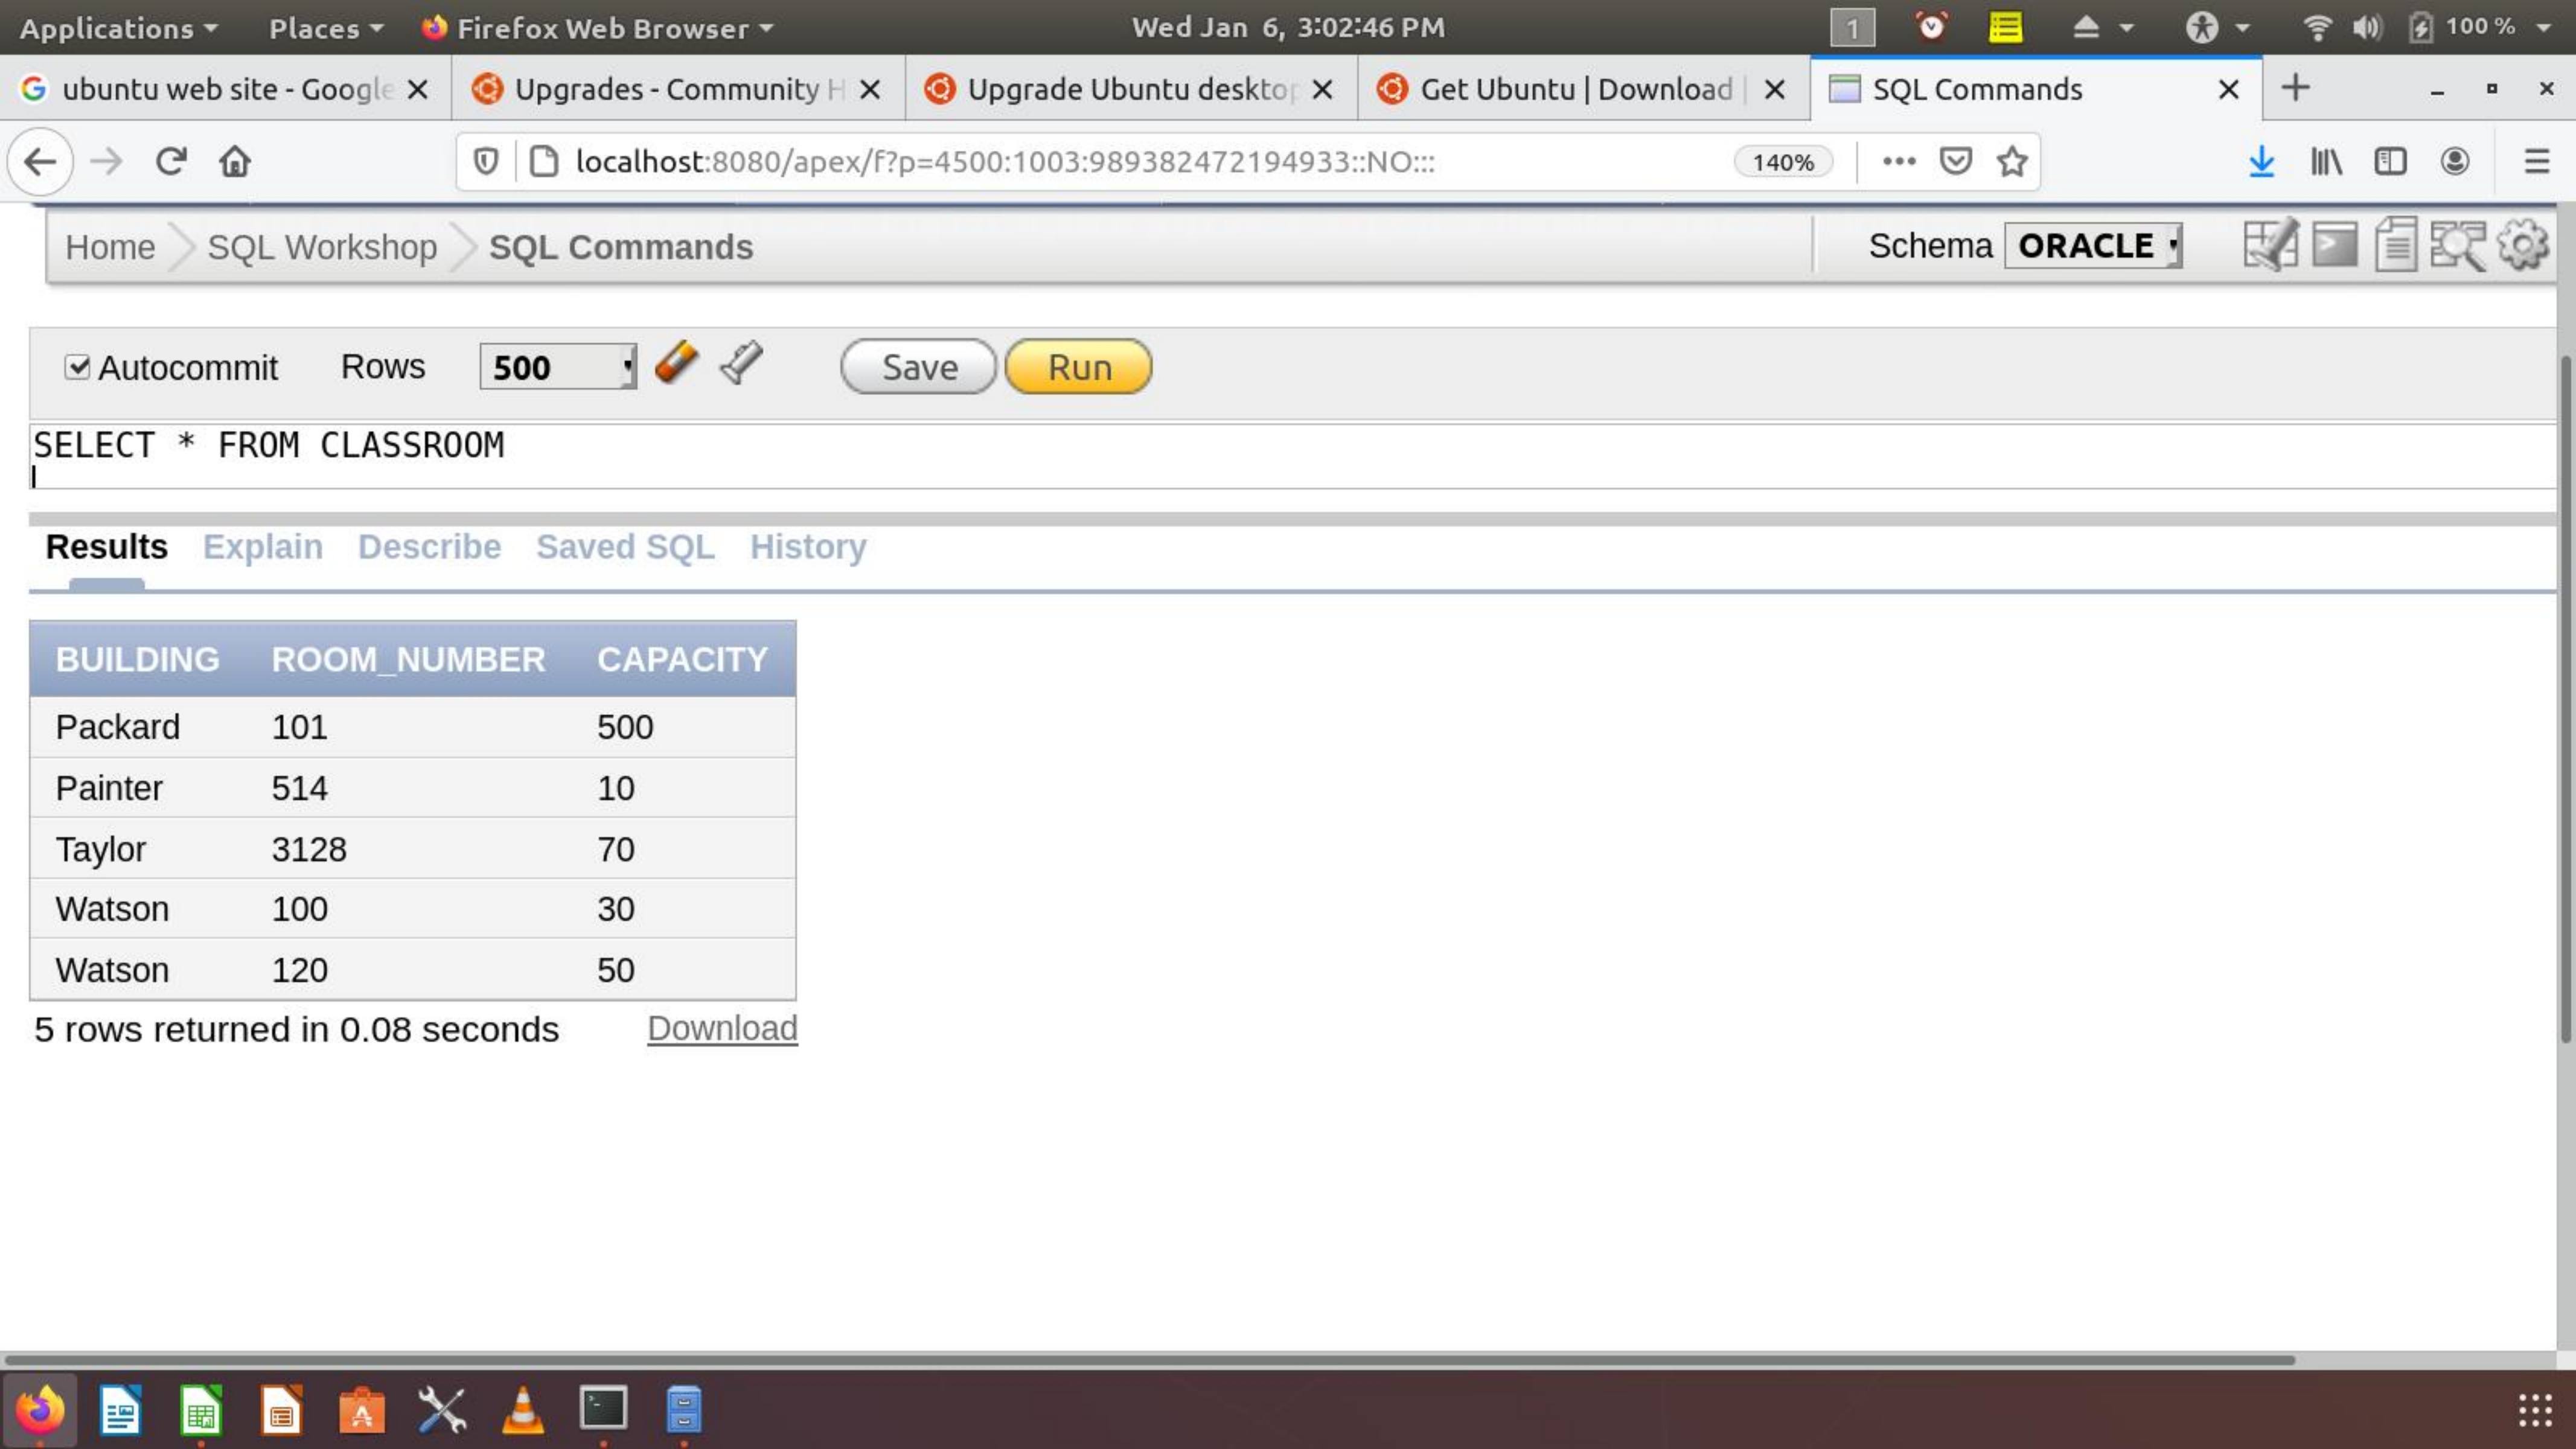 Applications Places Firefox Web Browser Wed Jan 6, 3:02:46 PM 1 100 %
ubuntu web site - Google Upgrades - Community H Upgrade Ubuntu desktop Get Ubuntu | Download | SQL Commands
localhost:8080/apex/f?p=4500:1003:989382472194933::NO::: 140%
Home SQL Workshop SQL Commands Schema ORACLE
Autocommit Rows 500 Save Run
SELECT * FROM CLASSROOM
Results Explain Describe Saved SQL History
BUILDING ROOM_NUMBER CAPACITY
Packard 101 500
Painter 514 10
Taylor 3128 70
Watson 100 30
Watson 120 50
5 rows returned in 0.08 seconds Download